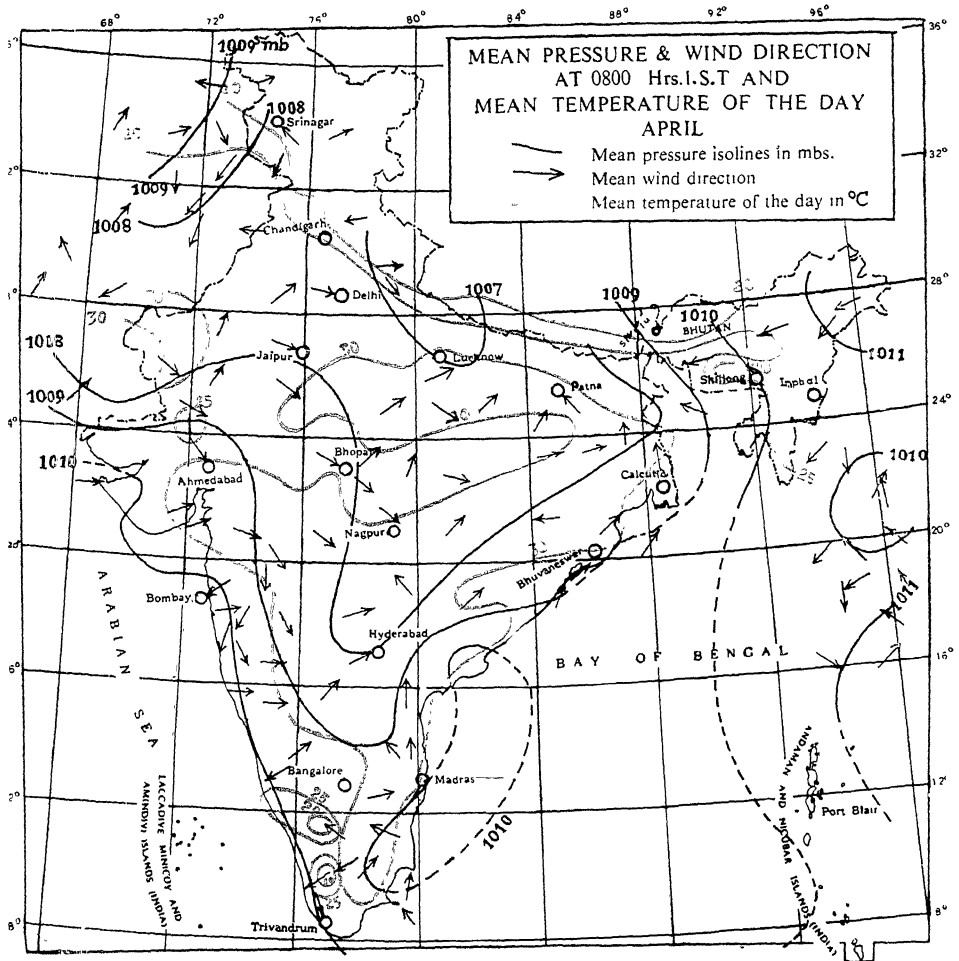 68°
72°
76°
80°
84°
88°
92°
96°
36°
MEAN PRESSURE & WIND DIRECTION
AT 0800 Hrs.I.S.T AND
MEAN TEMPERATURE OF THE DAY
APRIL
Mean pressure isolines in mbs.
Mean wind direction
Mean temperature of the day in °C
1009 mb
1008
Srinagar
32°
1009
1008
Chandigarh
Delhi
1007
28°
1009
1010
BHUTAN
30
1013
Jaipur
30
Lucknow
1011
Shillong
Imphal
Patna
1009
24°
Bhopal
1010
Ahmedabad
Calcutta
25
1010
Nagpur
20°
Bhuvaneswar
Bombay
1011
Hyderabad
ARABIAN SEA
BAY OF BENGAL
16°
Bangalore
Madras
12°
1010
LACCADIVE MINICOY AND
AMINDIVI ISLANDS (INDIA)
ANDAMAN AND NICOBAR ISLANDS (INDIA)
Port Blair
Trivandrum
8°
8°